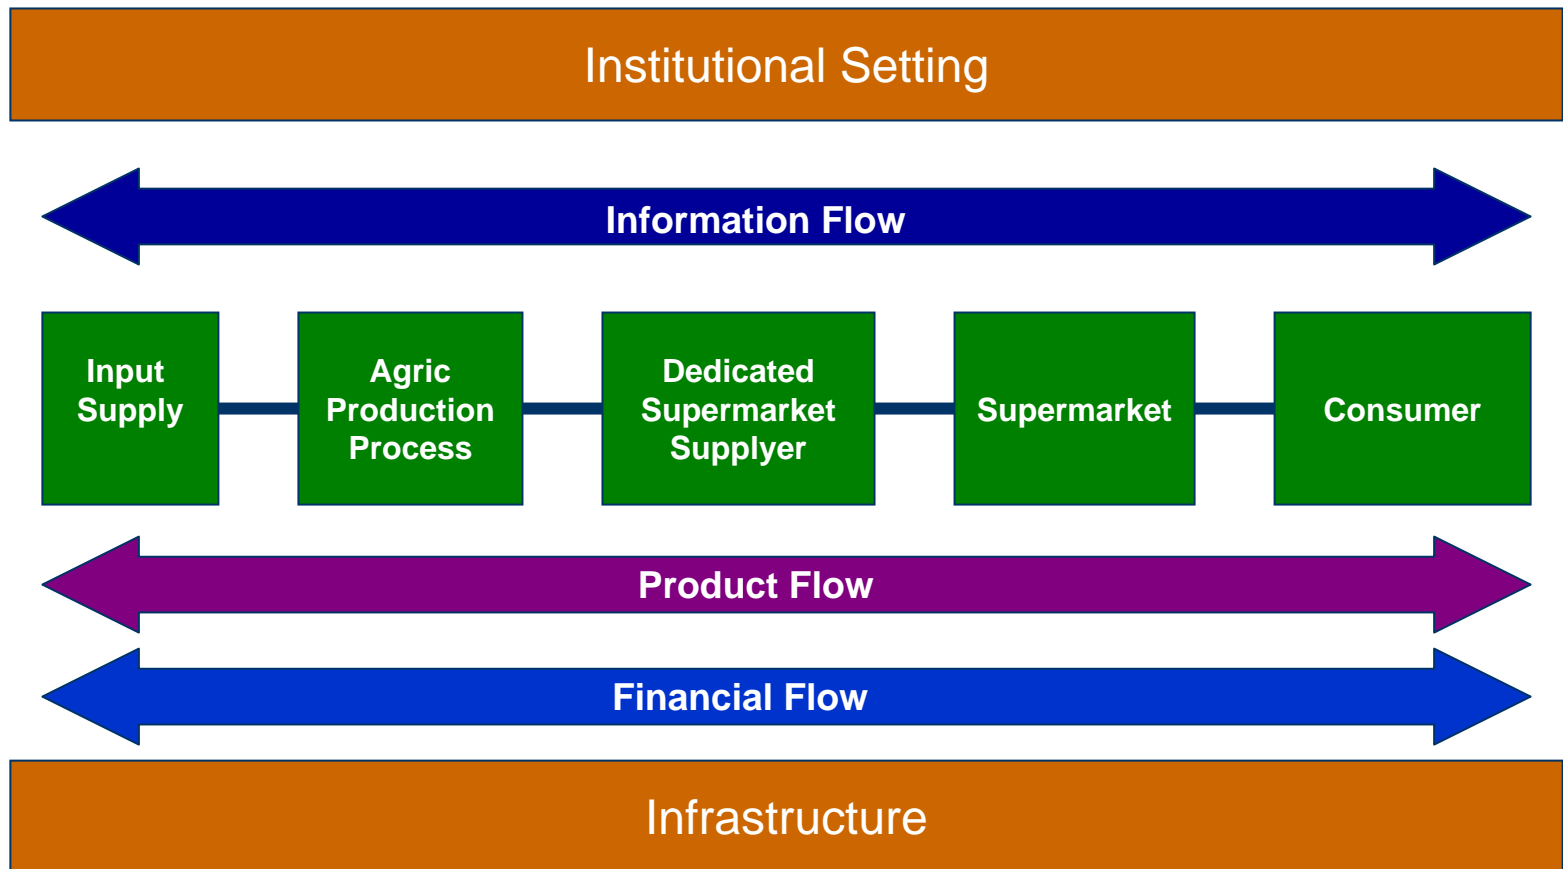 Institutional Setting
Information Flow
Input
Supply
Agric
Production
Process
Dedicated
Supermarket
Supplyer
Supermarket
Consumer
Product Flow
Financial Flow
Infrastructure